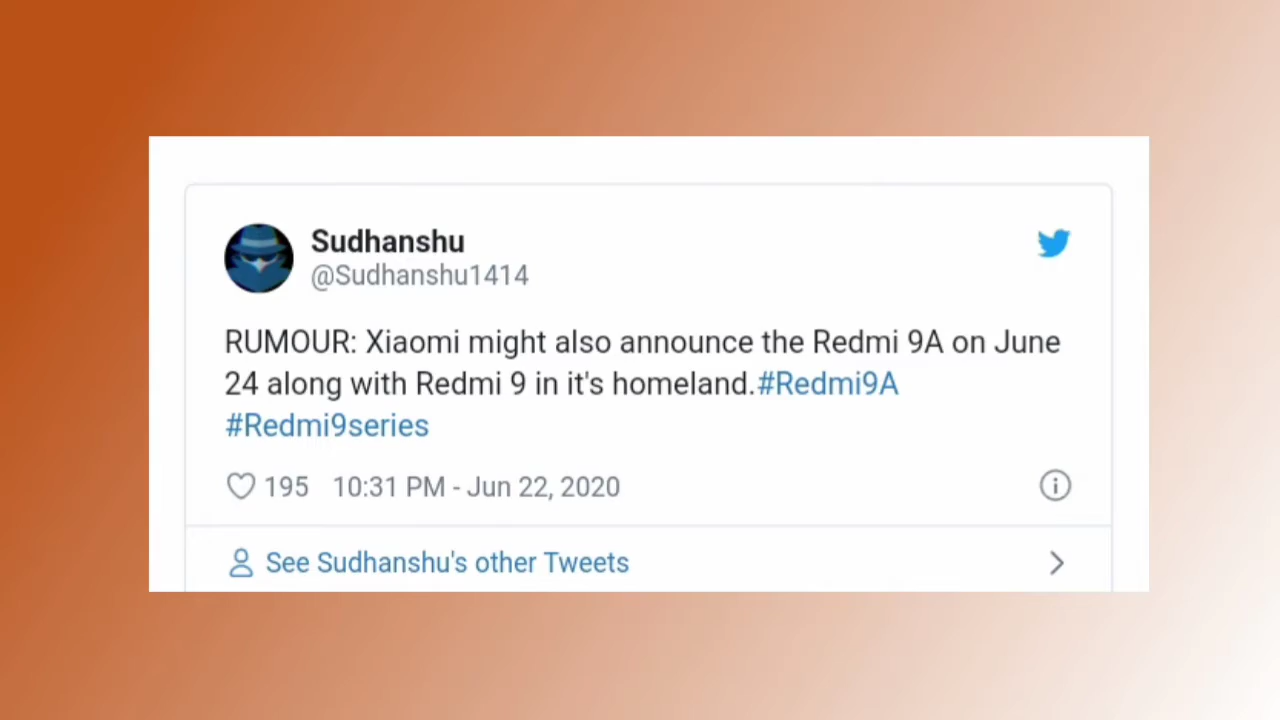 Sudhanshu
@Sudhanshu1414
RUMOUR: Xiaomi might also announce the Redmi 9A on June
24 along with Redmi 9 in it's homeland.#Redmi9A
#Redmi9series
195 10:31 PM - Jun 22, 2020
See Sudhanshu's other Tweets